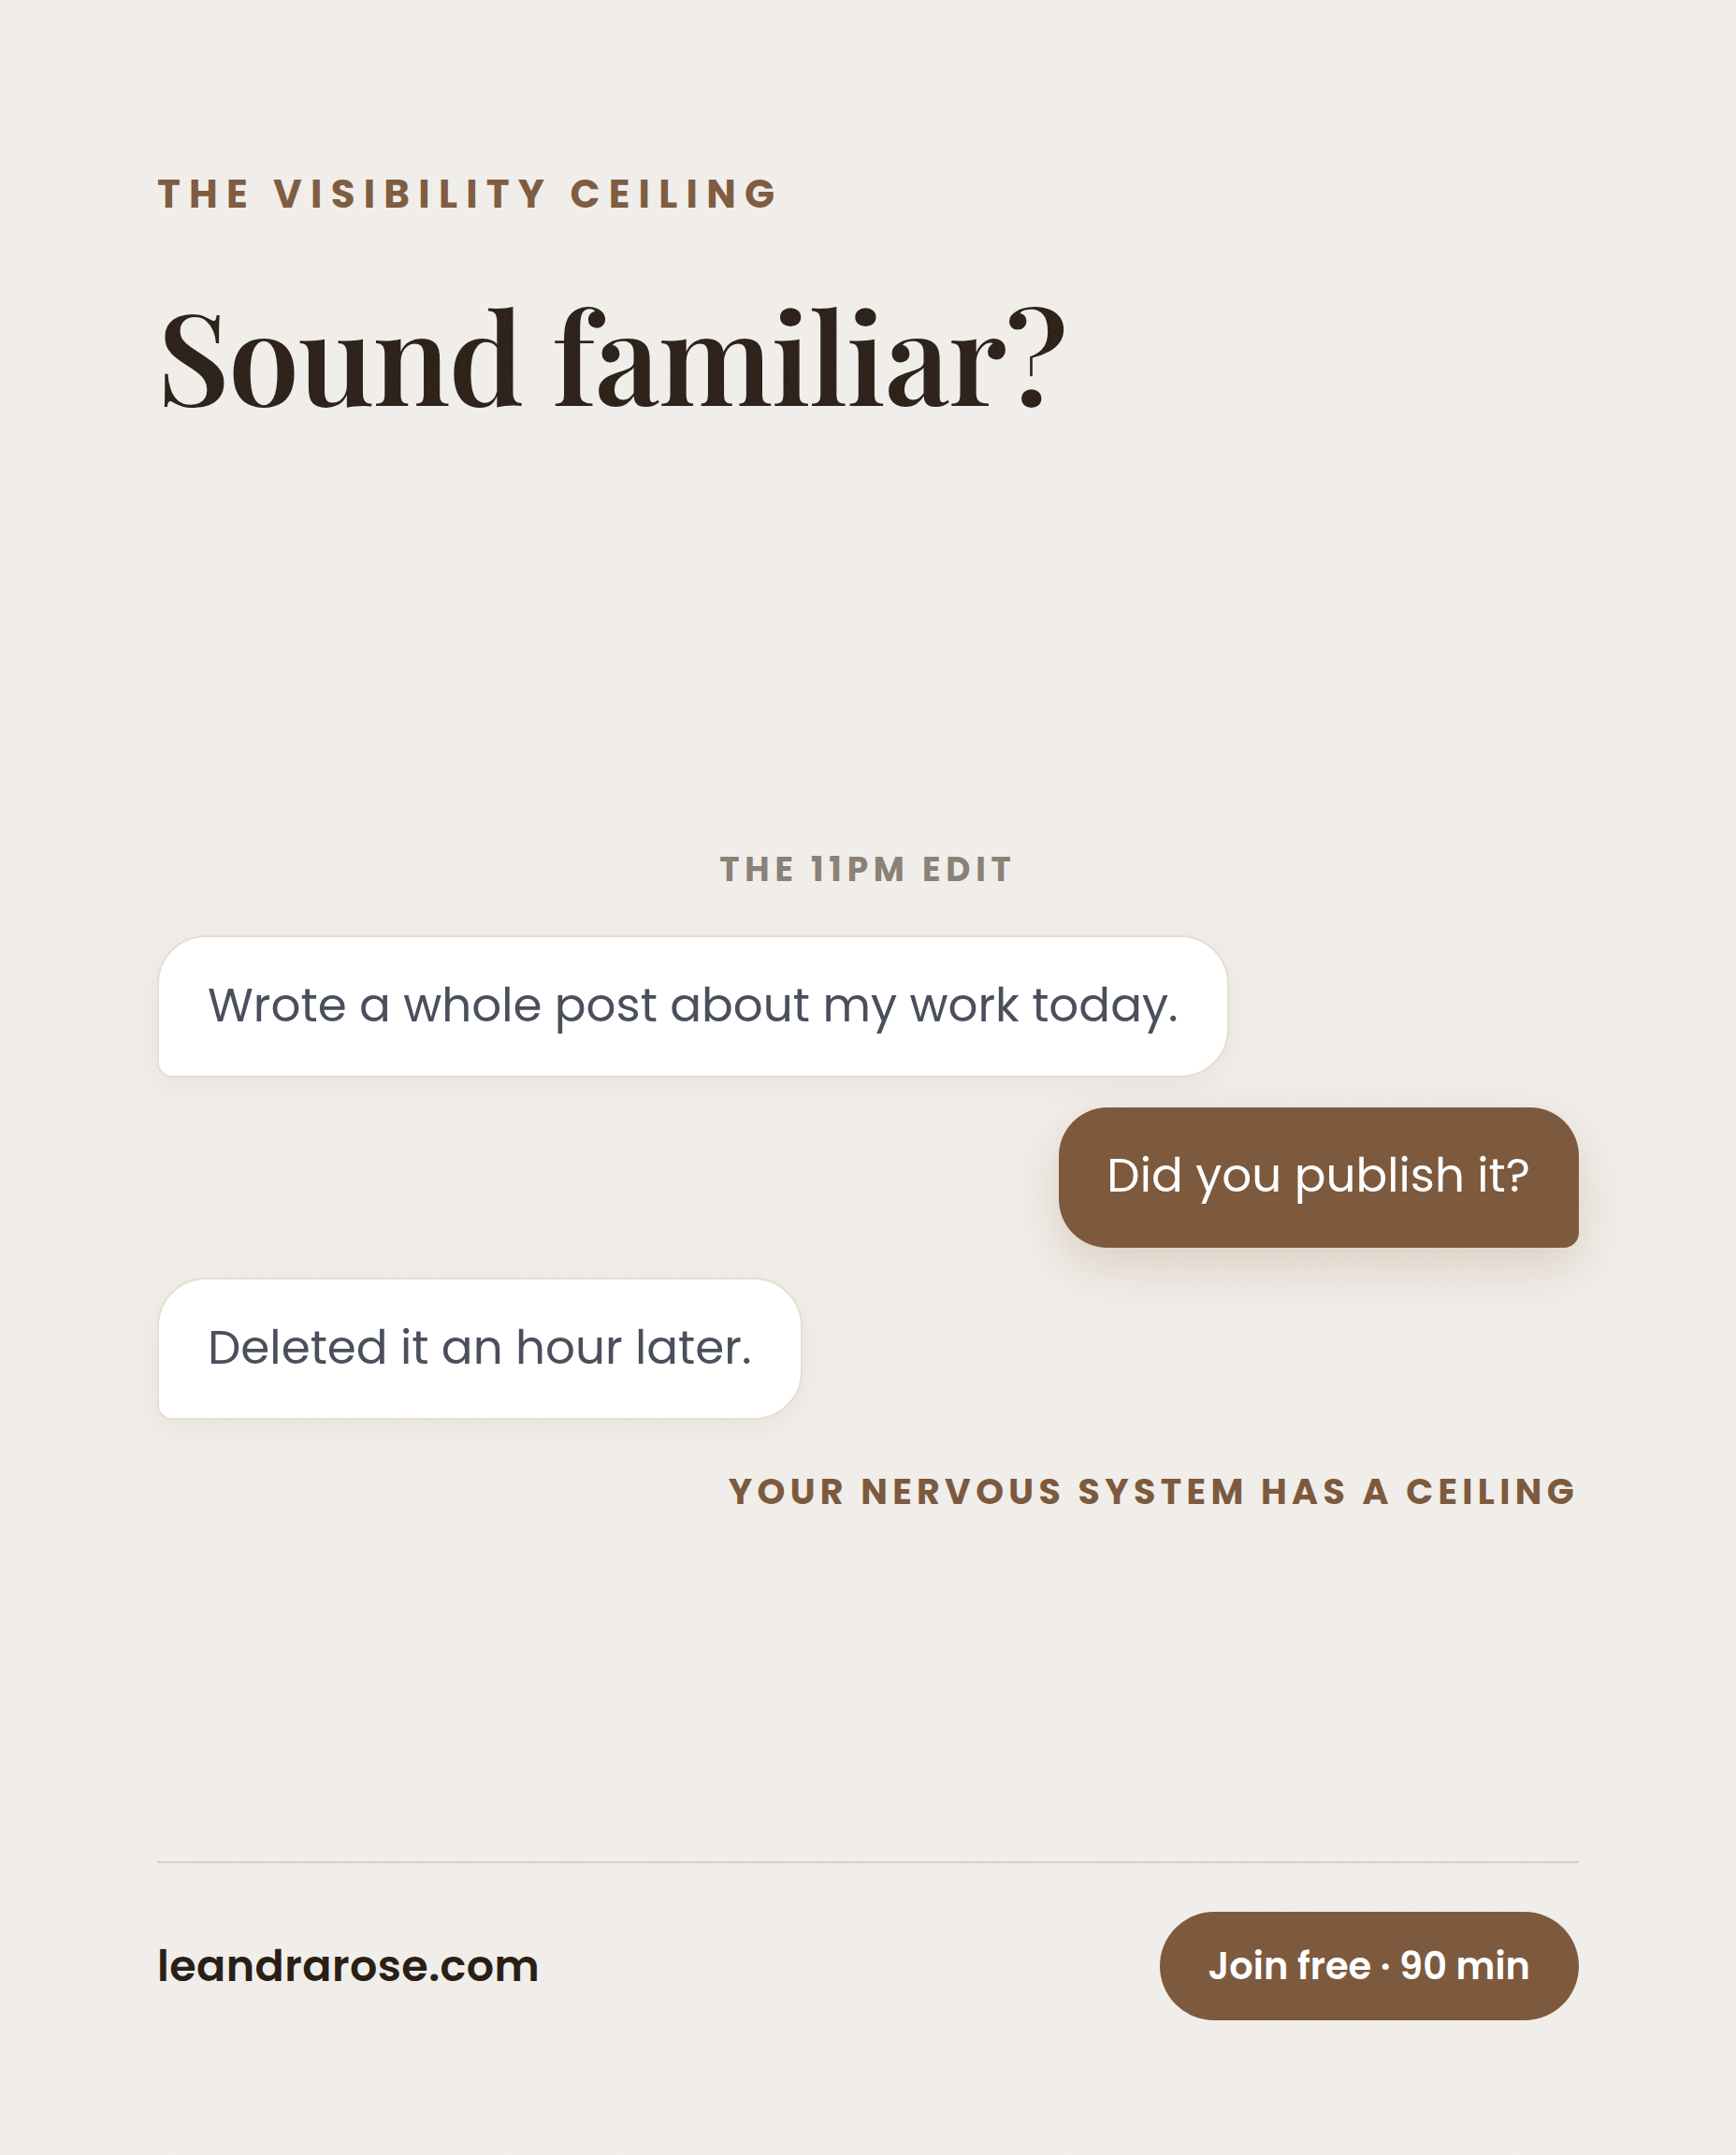 THE VISIBILITY CEILING
Sound familiar?
THE 11PM EDIT
Wrote a whole post about my work today.
Did you publish it?
Deleted it an hour later.
YOUR NERVOUS SYSTEM HAS A CEILING
leandrarose.com
Join free · 90 min